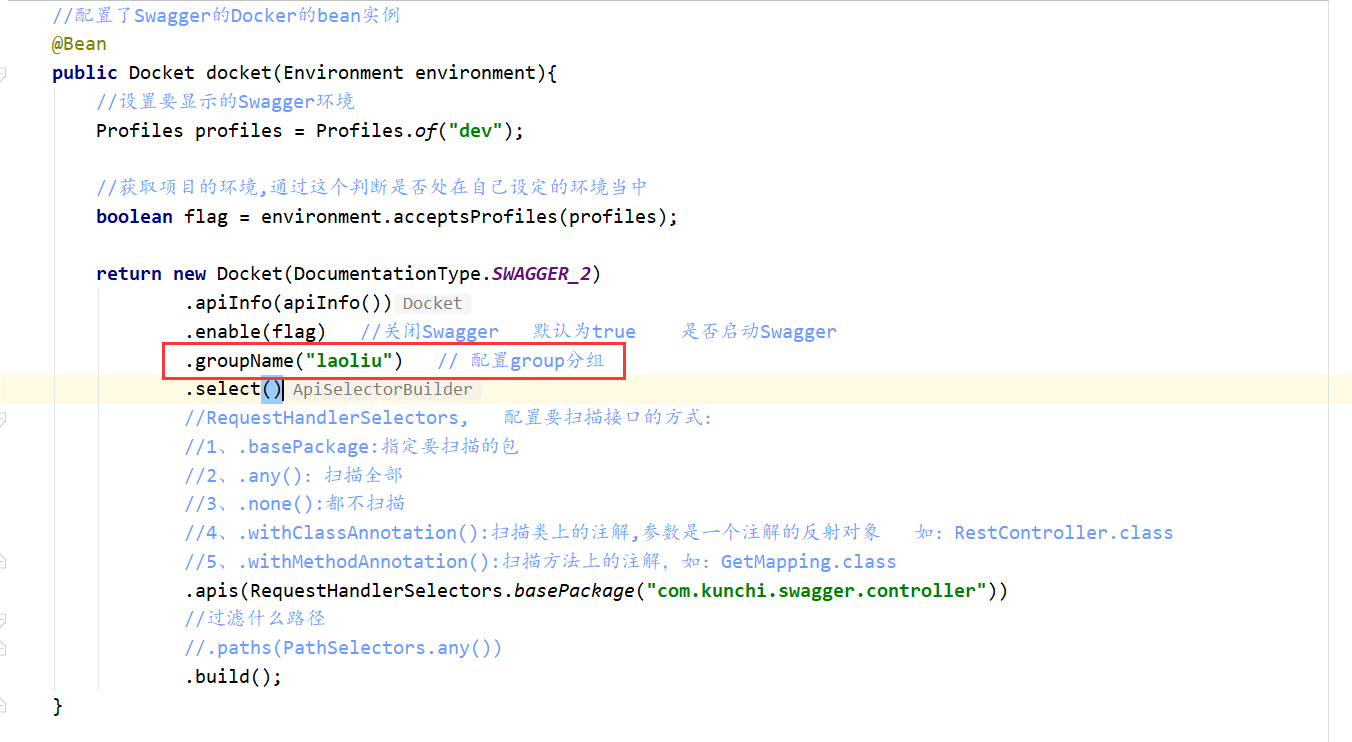 //配置了Swagger的Docker的bean实例
@Bean
public Docket docket(Environment environment){
//设置要显示的Swagger环境
Profiles profiles = Profiles.of("dev");
//获取项目的环境,通过这个判断是否处在自己设定的环境当中
boolean flag = environment.acceptsProfiles(profiles);
return new Docket(DocumentationType.SWAGGER_2)
.apiInfo(apiInfo()) Docket
.enable(flag)   //关闭Swagger   默认为true    是否启动Swagger
.groupName("laoliu")   // 配置group分组
.select() ApiSelectorBuilder
//RequestHandlerSelectors,   配置要扫描接口的方式:
//1、.basePackage:指定要扫描的包
//2、.any(): 扫描全部
//3、.none():都不扫描
//4、.withClassAnnotation():扫描类上的注解,参数是一个注解的反射对象   如: RestController.class
//5、.withMethodAnnotation():扫描方法上的注解, 如: GetMapping.class
.apis(RequestHandlerSelectors.basePackage("com.kunchi.swagger.controller"))
//过滤什么路径
//.paths(PathSelectors.any())
.build();
}